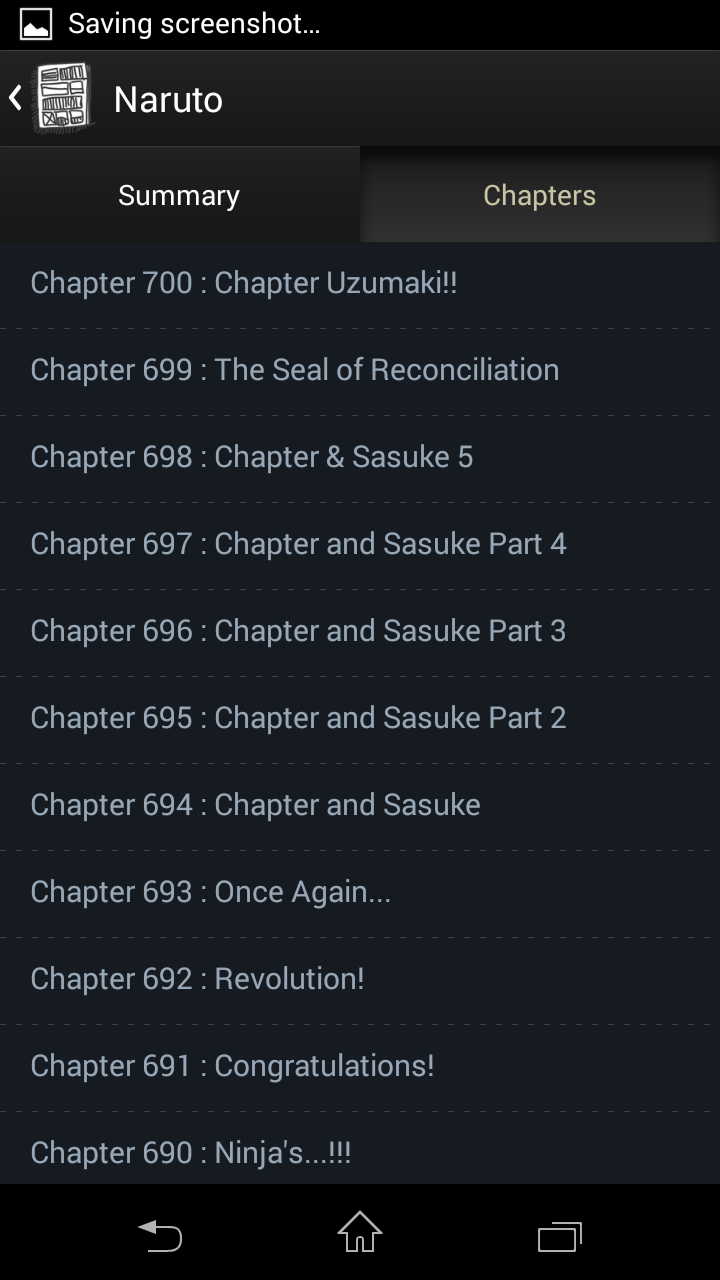 Saving screenshot...
Naruto
Summary
Chapters
Chapter 700 : Chapter Uzumaki!!
Chapter 699 : The Seal of Reconciliation
Chapter 698 : Chapter & Sasuke 5
Chapter 697 : Chapter and Sasuke Part 4
Chapter 696 : Chapter and Sasuke Part 3
Chapter 695 : Chapter and Sasuke Part 2
Chapter 694 : Chapter and Sasuke
Chapter 693 : Once Again...
Chapter 692 : Revolution!
Chapter 691 : Congratulations!
Chapter 690 : Ninja's...!!!